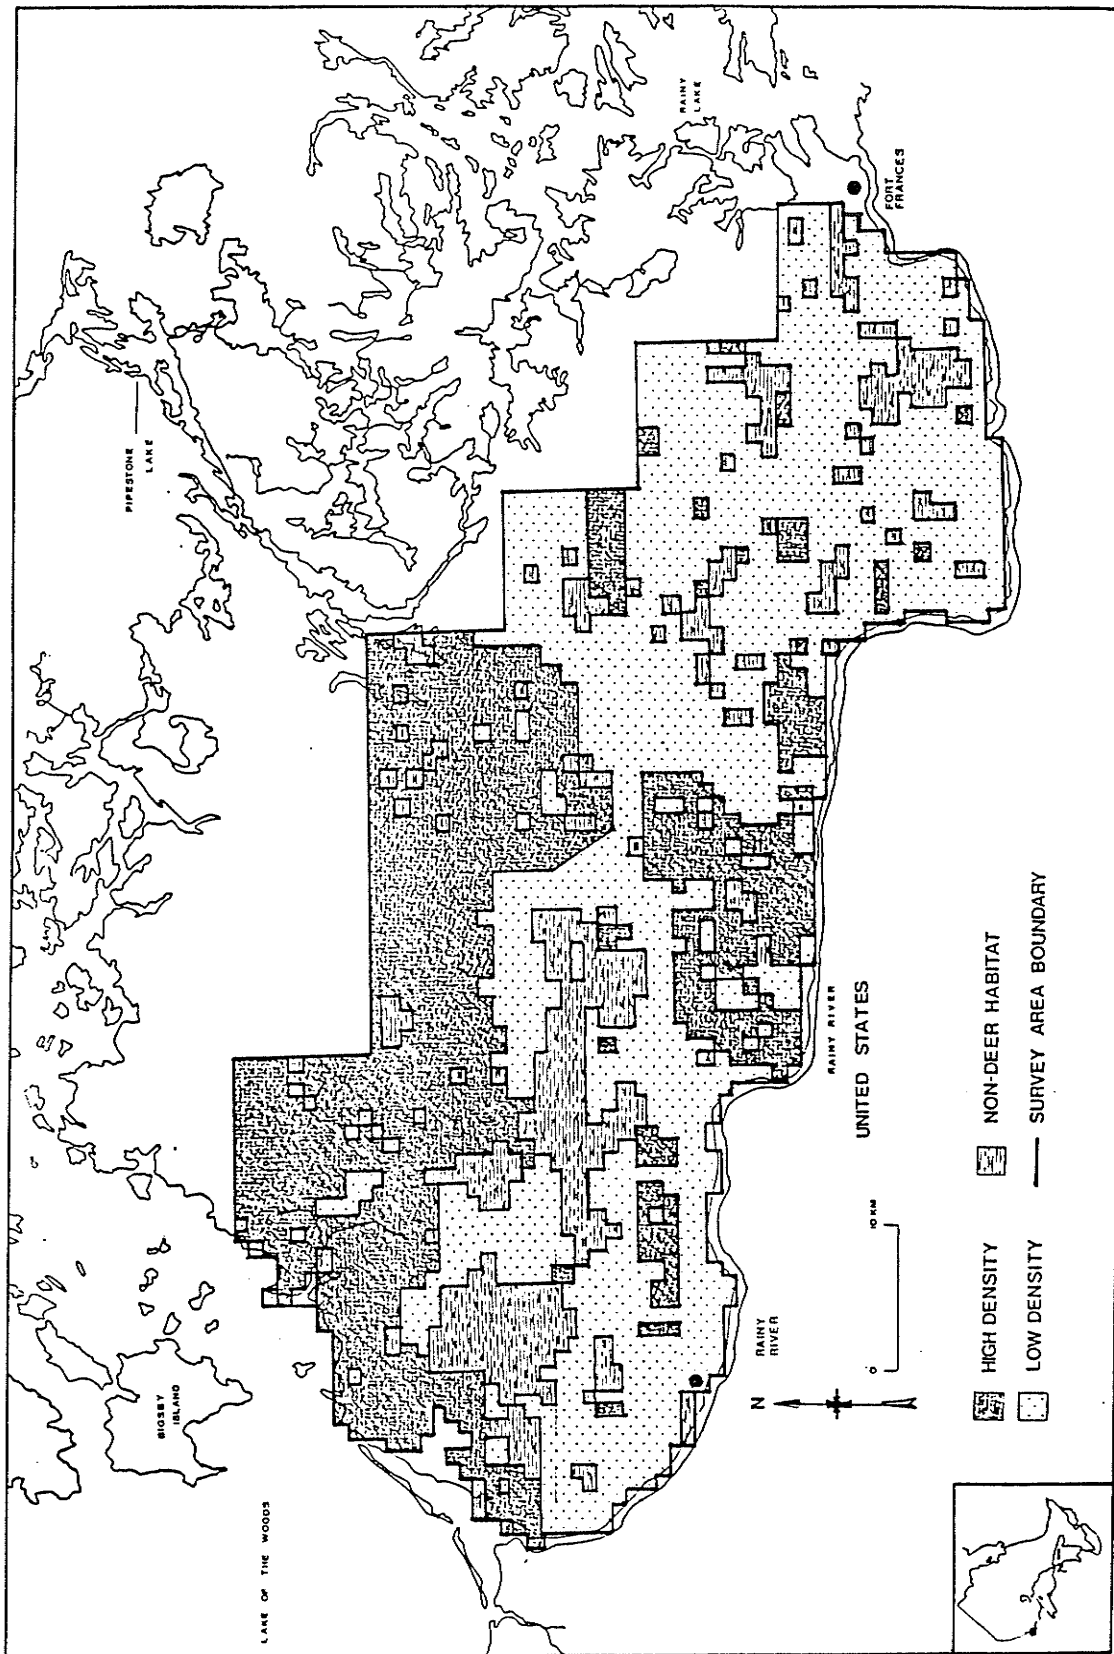 PIPESTONE
LAKE
RAINY
LAKE
FORT
FRANCES
BIGSBY
ISLAND
LAKE OF THE WOODS
RAINY
RIVER
RAINY RIVER
UNITED STATES
N
0 10 KM
HIGH DENSITY
LOW DENSITY
NON-DEER HABITAT
SURVEY AREA BOUNDARY